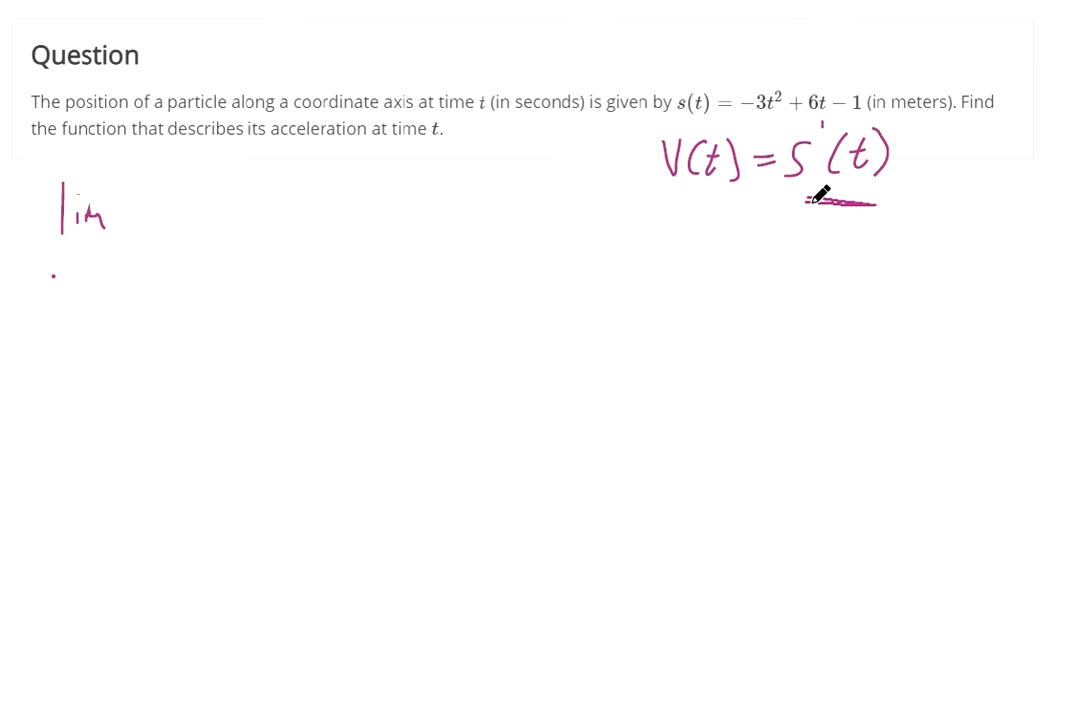 Question
The position of a particle along a coordinate axis at time t (in seconds) is given by s(t) = −3t² + 6t − 1 (in meters). Find
the function that describes its acceleration at time t.
V(t) = S'(t)
lim